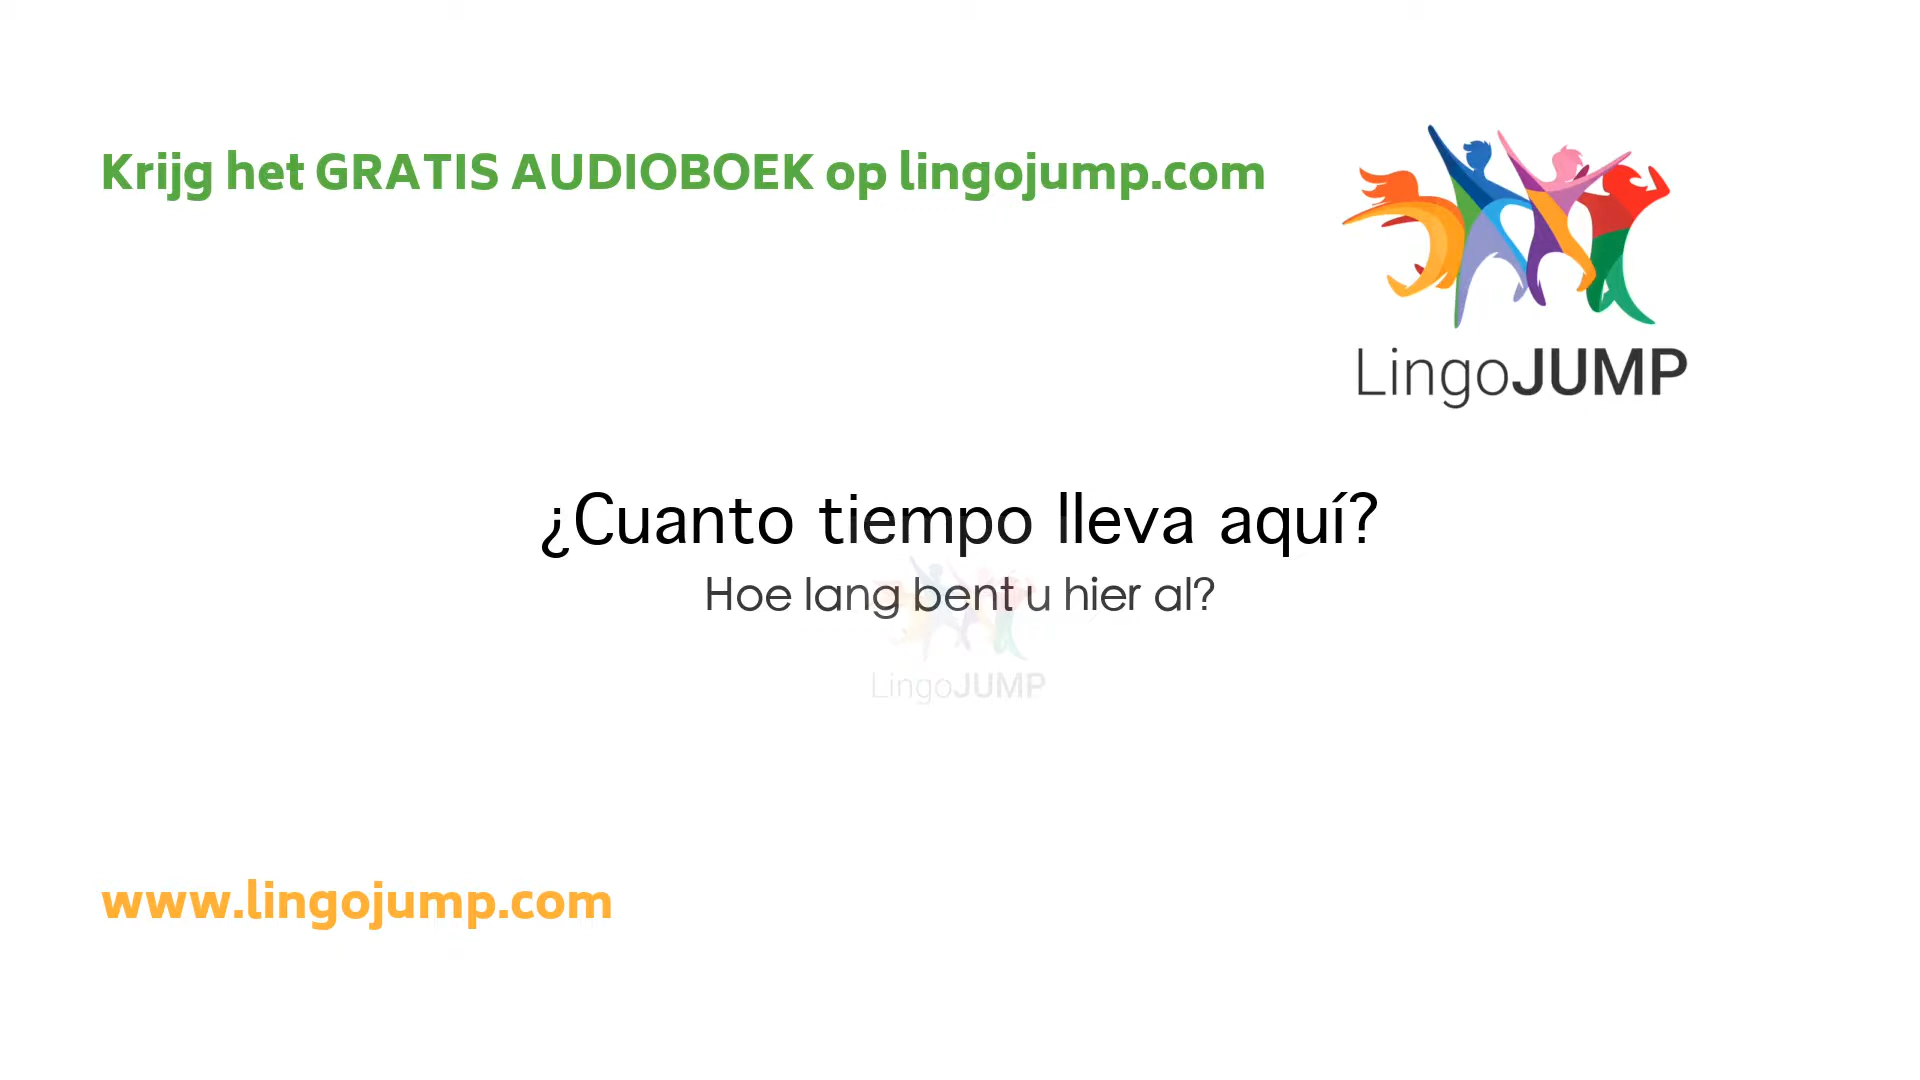 Krijg het GRATIS AUDIOBOEK op lingojump.com
LingoJUMP
¿Cuanto tiempo lleva aquí?
Hoe lang bent u hier al?
LingoJUMP
www.lingojump.com